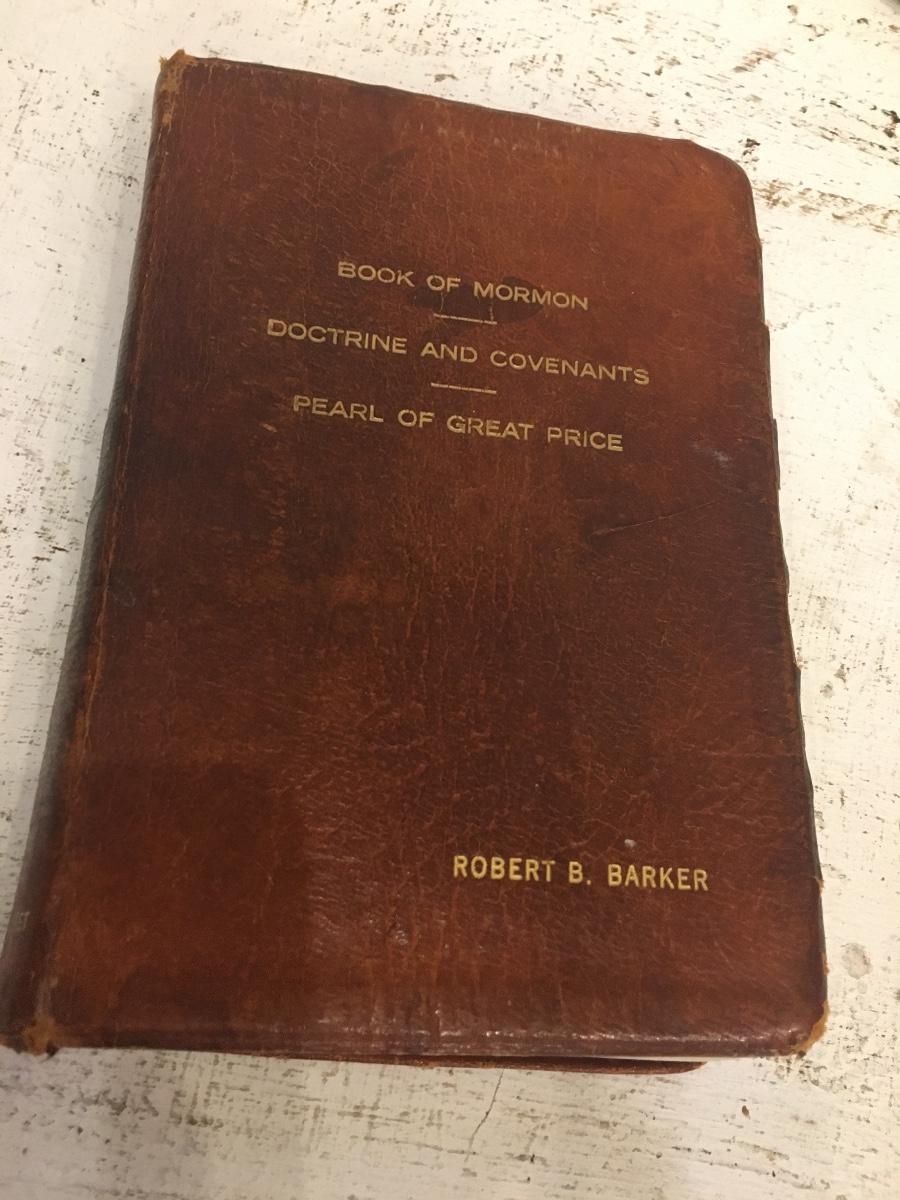 BOOK OF MORMON
DOCTRINE AND COVENANTS
PEARL OF GREAT PRICE
ROBERT B. BARKER